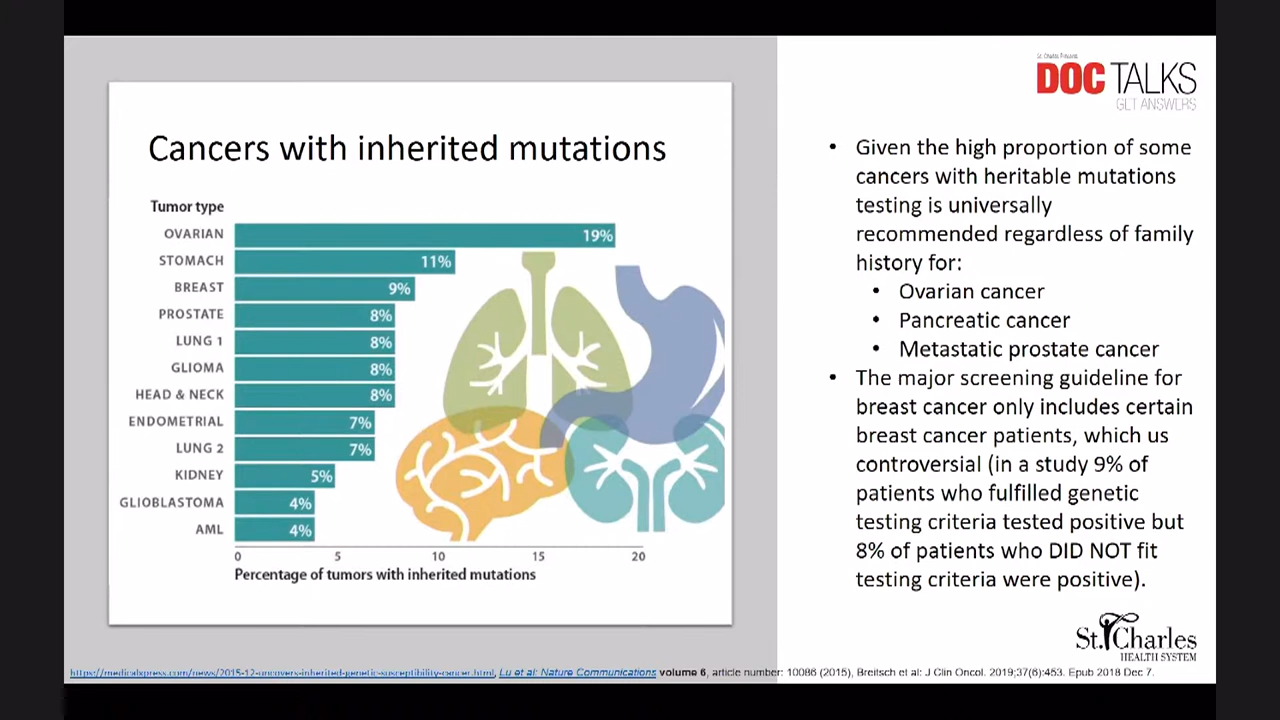 St. Charles Presents
DOC TALKS
GET ANSWERS
Cancers with inherited mutations
Tumor type
OVARIAN 19%
STOMACH 11%
BREAST 9%
PROSTATE 8%
LUNG 1 8%
GLIOMA 8%
HEAD & NECK 8%
ENDOMETRIAL 7%
LUNG 2 7%
KIDNEY 5%
GLIOBLASTOMA 4%
AML 4%
0 5 10 15 20
Percentage of tumors with inherited mutations
• Given the high proportion of some
cancers with heritable mutations
testing is universally
recommended regardless of family
history for:
• Ovarian cancer
• Pancreatic cancer
• Metastatic prostate cancer
• The major screening guideline for
breast cancer only includes certain
breast cancer patients, which us
controversial (in a study 9% of
patients who fulfilled genetic
testing criteria tested positive but
8% of patients who DID NOT fit
testing criteria were positive).
St. Charles
HEALTH SYSTEM
https://medicalxpress.com/news/2015-12-uncovers-inherited-genetic-susceptibility-cancer.html, Lu et al: Nature Communications volume 6, article number: 10086 (2015), Breitsch et al: J Clin Oncol. 2019;37(6):453. Epub 2018 Dec 7.